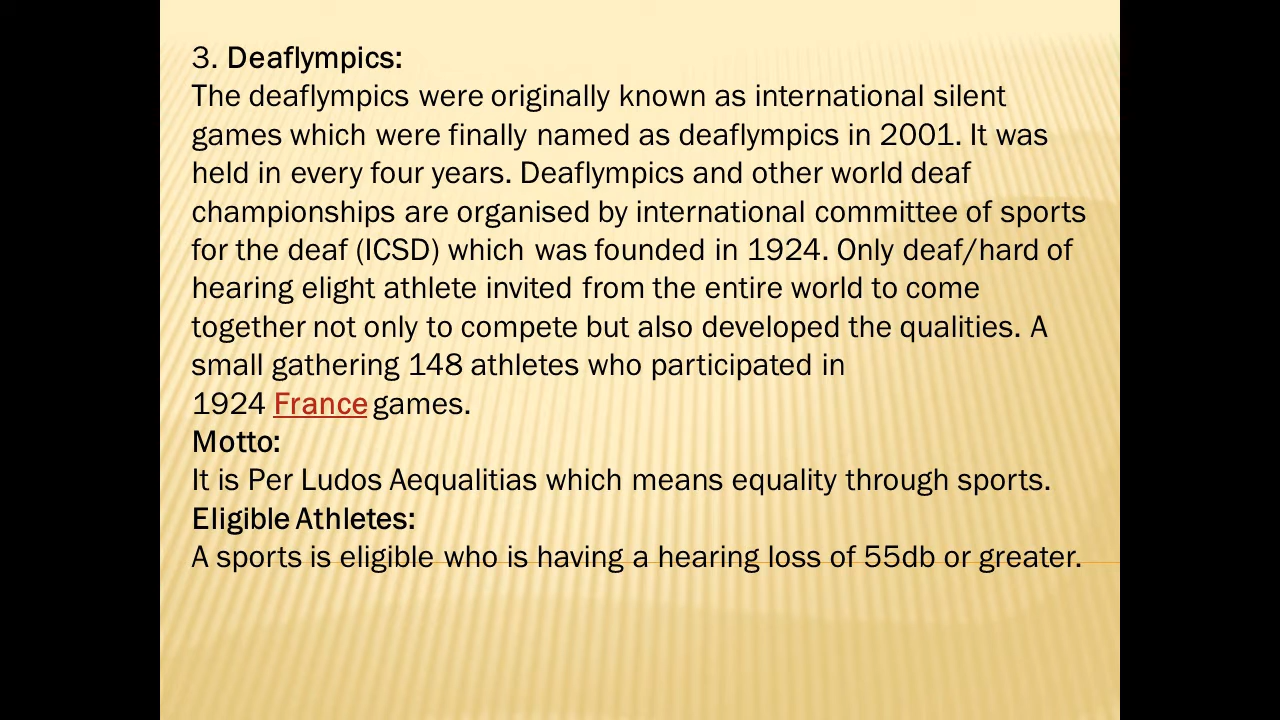 3. Deaflympics:
The deaflympics were originally known as international silent
games which were finally named as deaflympics in 2001. It was
held in every four years. Deaflympics and other world deaf
championships are organised by international committee of sports
for the deaf (ICSD) which was founded in 1924. Only deaf/hard of
hearing elight athlete invited from the entire world to come
together not only to compete but also developed the qualities. A
small gathering 148 athletes who participated in
1924 France games.
Motto:
It is Per Ludos Aequalitias which means equality through sports.
Eligible Athletes:
A sports is eligible who is having a hearing loss of 55db or greater.